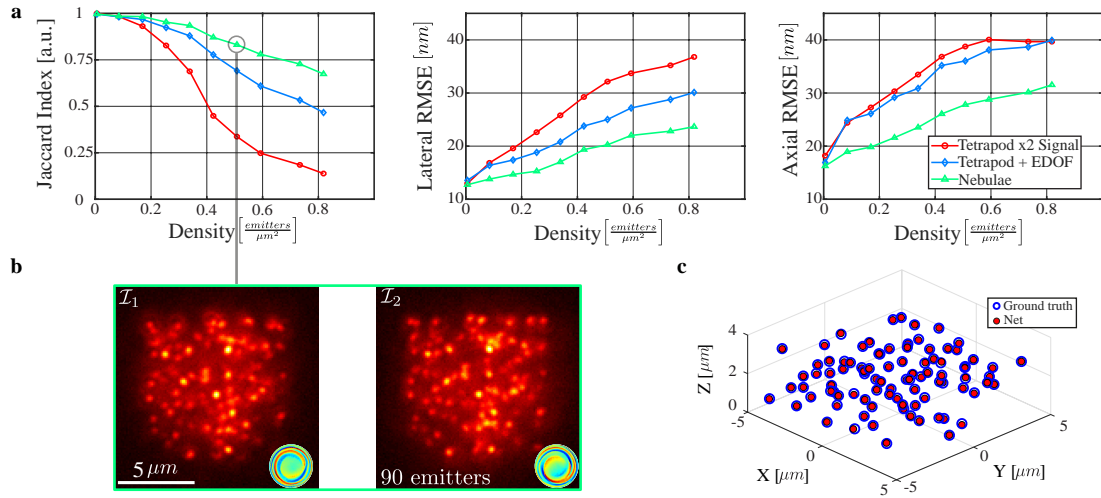 a
Jaccard Index [a.u.]
1
0.75
0.5
0.25
0
0 0.2 0.4 0.6 0.8 1
Density [emitters/μm²]
Lateral RMSE [nm]
40
30
20
10
0 0.2 0.4 0.6 0.8 1
Density [emitters/μm²]
Axial RMSE [nm]
40
30
20
10
0 0.2 0.4 0.6 0.8 1
Density [emitters/μm²]
Tetrapod x2 Signal
Tetrapod + EDOF
Nebulae
b
I₁
5 μm
I₂
90 emitters
c
Ground truth
Net
Z [μm]
4
2
0
-5
0
5
X [μm]
-5
0
5
Y [μm]